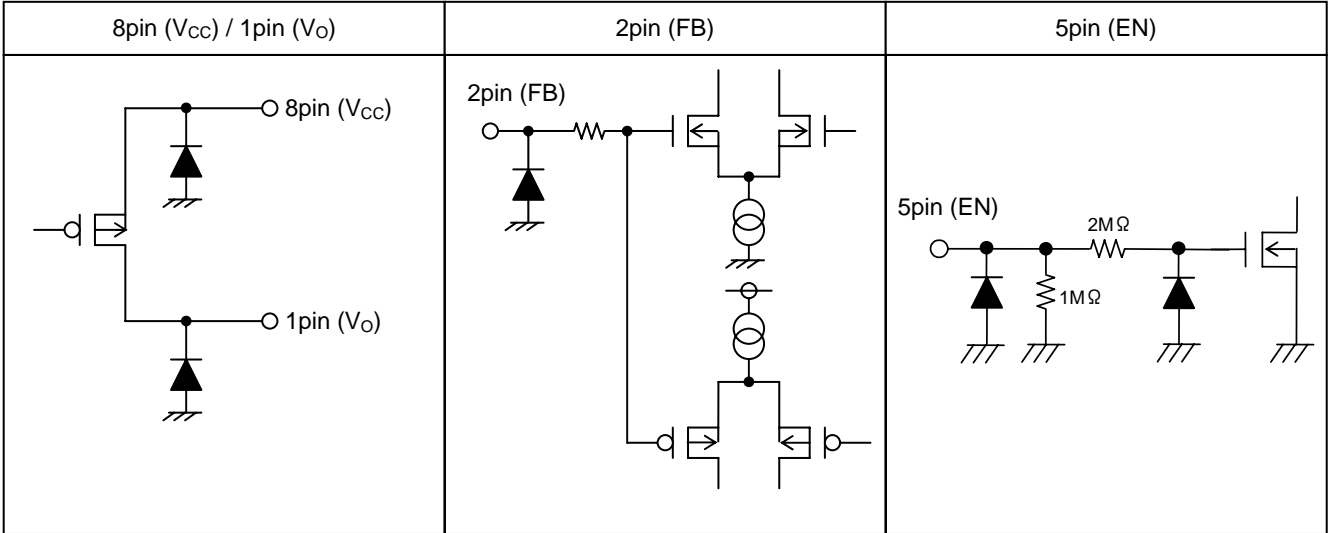 8pin (VCC) / 1pin (VO)
2pin (FB)
5pin (EN)
8pin (VCC)
1pin (VO)
2pin (FB)
5pin (EN)
2MΩ
1MΩ